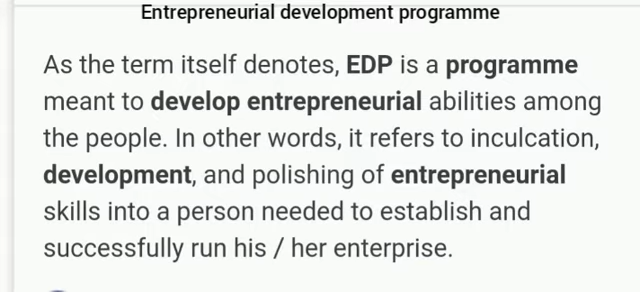 Entrepreneurial development programme
As the term itself denotes, EDP is a programme
meant to develop entrepreneurial abilities among
the people. In other words, it refers to inculcation,
development, and polishing of entrepreneurial
skills into a person needed to establish and
successfully run his / her enterprise.